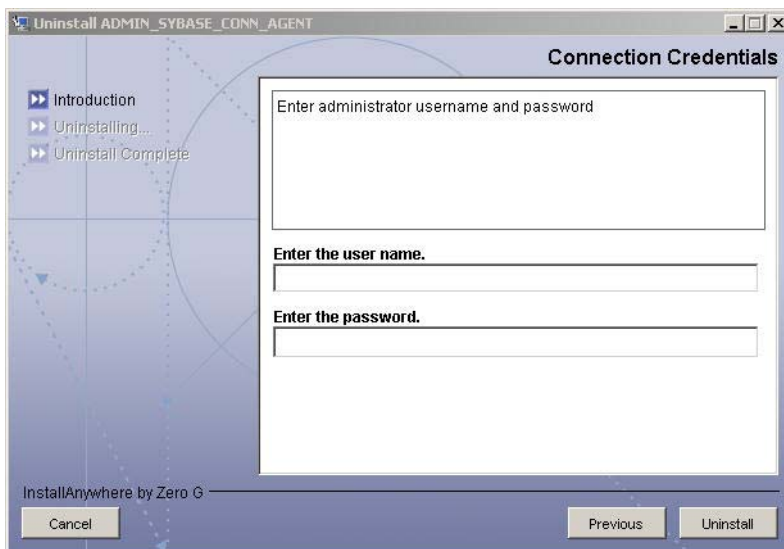 Uninstall ADMIN_SYBASE_CONN_AGENT
Connection Credentials
Introduction
Uninstalling...
Uninstall Complete
Enter administrator username and password
Enter the user name.
Enter the password.
InstallAnywhere by Zero G
Cancel
Previous
Uninstall